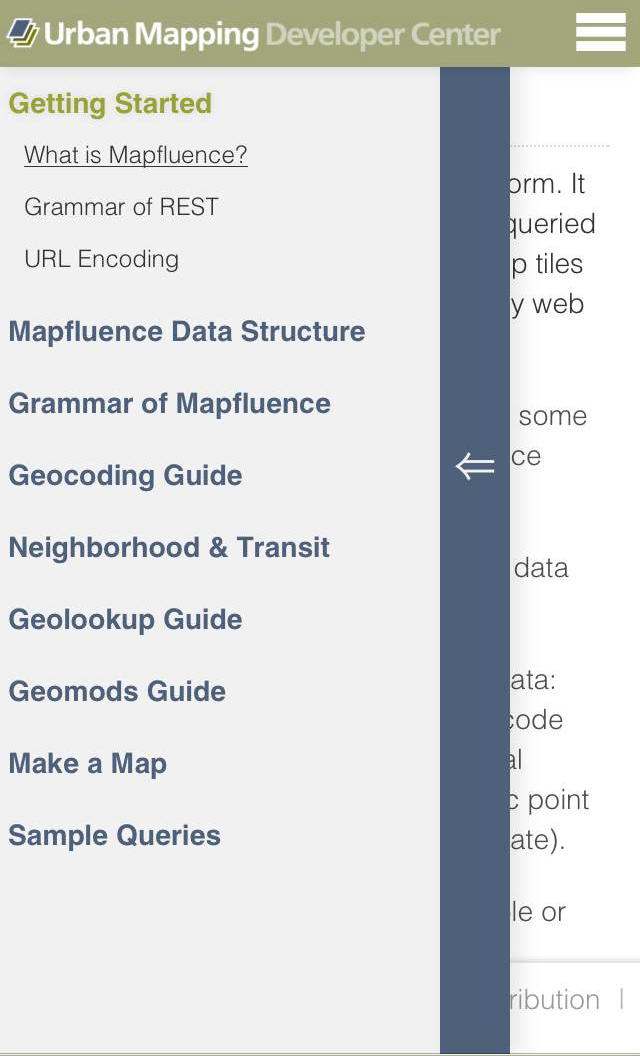 Urban Mapping Developer Center
Getting Started
What is Mapfluence?
Grammar of REST
URL Encoding
Mapfluence Data Structure
Grammar of Mapfluence
Geocoding Guide
Neighborhood & Transit
Geolookup Guide
Geomods Guide
Make a Map
Sample Queries
orm. It
queried
p tiles
y web
some
ce
data
ata:
code
al
c point
ate).
le or
ribution |